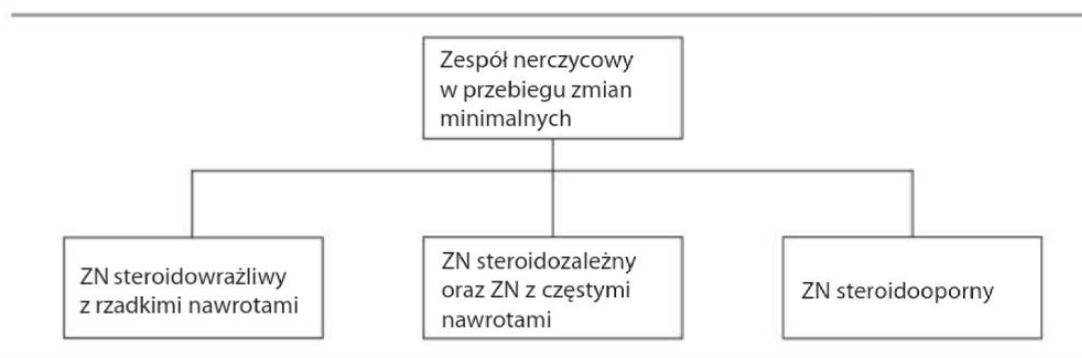 Zespół nerczycowy
w przebiegu zmian
minimalnych
ZN steroidowrażliwy
z rzadkimi nawrotami
ZN steroidozależny
oraz ZN z częstymi
nawrotami
ZN steroidooporny